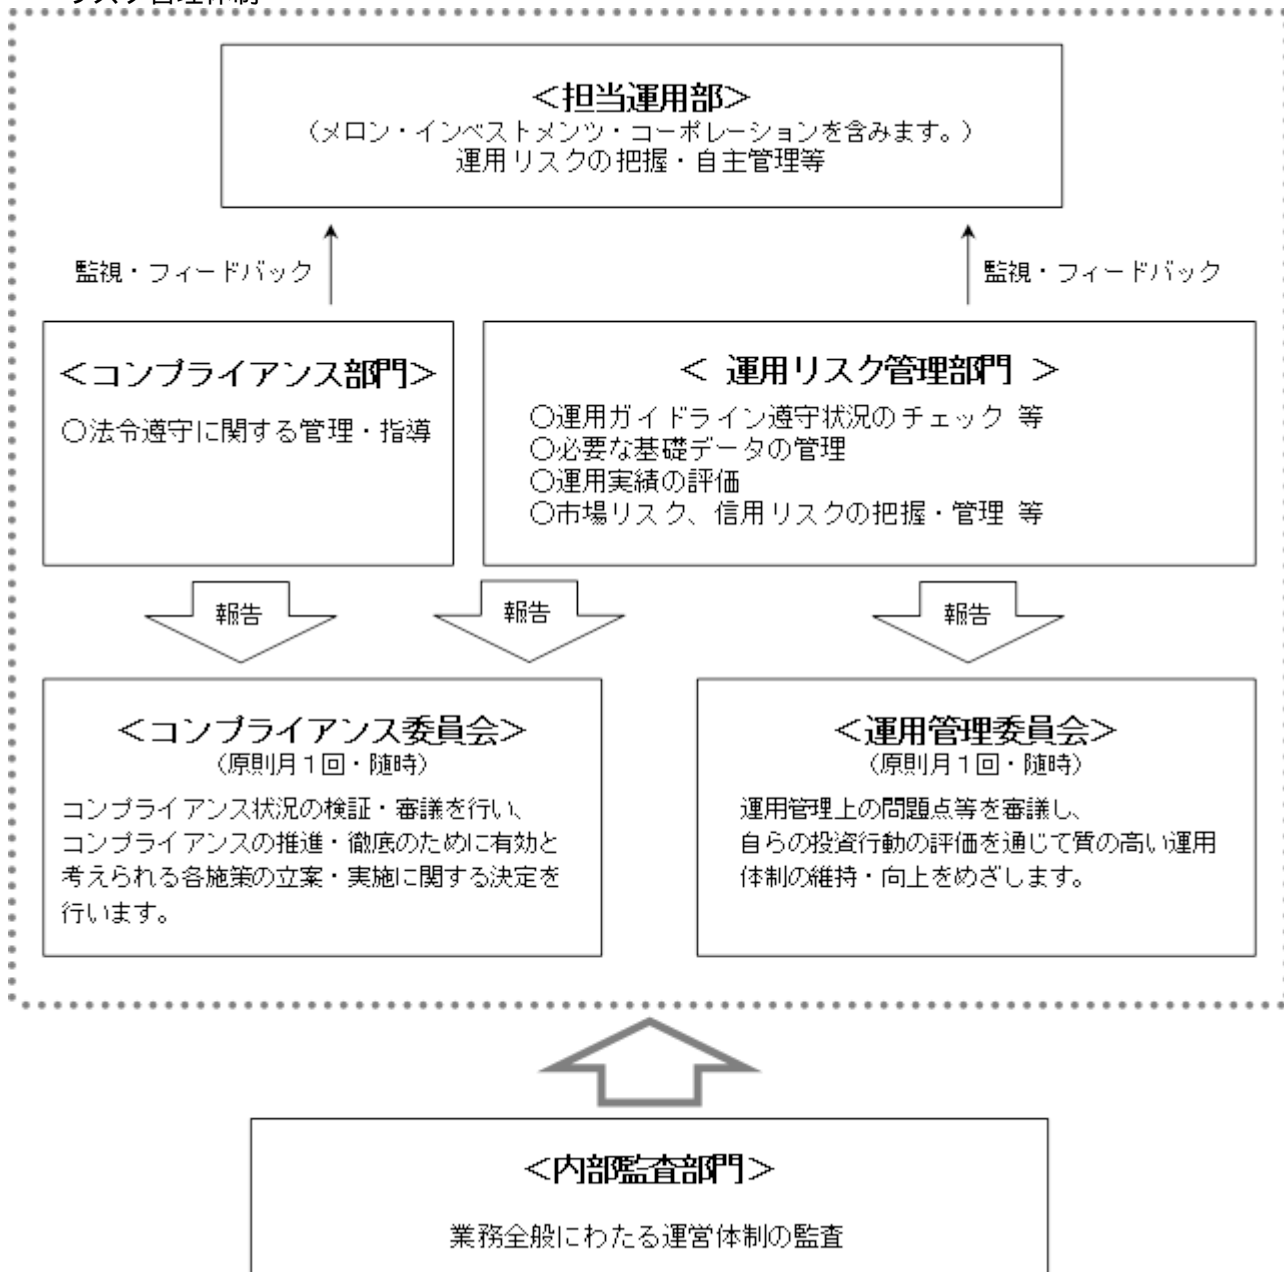 リスク管理体制
＜担当運用部＞
（メロン・インベストメンツ・コーポレーションを含みます。）
運用リスクの把握・自主管理等
監視・フィードバック
監視・フィードバック
＜コンプライアンス部門＞
○法令遵守に関する管理・指導
＜ 運用リスク管理部門 ＞
○運用ガイドライン遵守状況のチェック 等
○必要な基礎データの管理
○運用実績の評価
○市場リスク、信用リスクの把握・管理 等
報告
報告
報告
＜コンプライアンス委員会＞
（原則月１回・随時）
コンプライアンス状況の検証・審議を行い、
コンプライアンスの推進・徹底のために有効と
考えられる各施策の立案・実施に関する決定を
行います。
＜運用管理委員会＞
（原則月１回・随時）
運用管理上の問題点等を審議し、
自らの投資行動の評価を通じて質の高い運用
体制の維持・向上をめざします。
＜内部監査部門＞
業務全般にわたる運営体制の監査